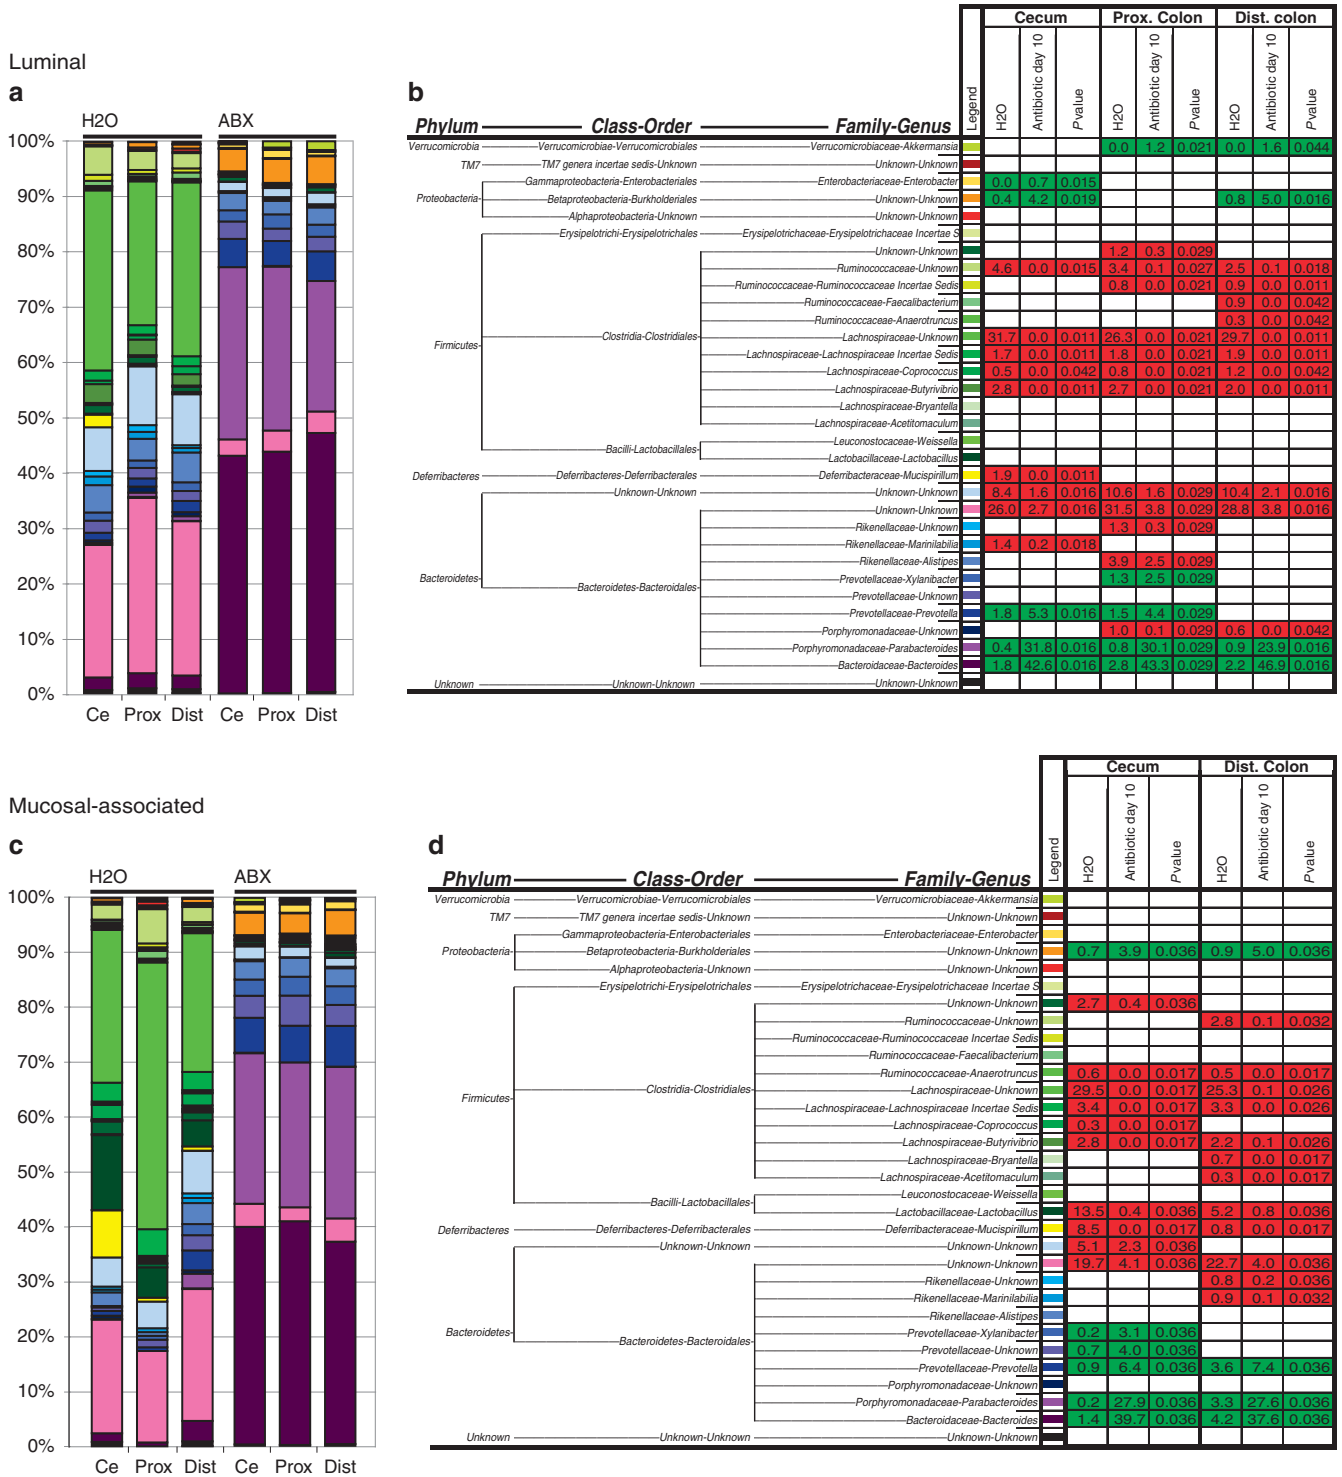 Luminal
a
H2O ABX
100%
90%
80%
70%
60%
50%
40%
30%
20%
10%
0%
Ce Prox Dist Ce Prox Dist
b
Cecum Prox. Colon Dist. colon
Legend H2O Antibiotic day 10 Pvalue H2O Antibiotic day 10 Pvalue H2O Antibiotic day 10 Pvalue
Phylum Class-Order Family-Genus
Verrucomicrobia Verrucomicrobiae-Verrucomicrobiales Verrucomicrobiaceae-Akkermansia 0.0 1.2 0.021 0.0 1.6 0.044
TM7 TM7 genera incertae sedis-Unknown Unknown-Unknown
Gammaproteobacteria-Enterobacteriales Enterobacteriaceae-Enterobacter 0.0 0.7 0.015
Proteobacteria Betaproteobacteria-Burkholderiales Unknown-Unknown 0.4 4.2 0.019 0.8 5.0 0.016
Alphaproteobacteria-Unknown Unknown-Unknown
Erysipelotrichi-Erysipelotrichales Erysipelotrichaceae-Erysipelotrichaceae Incertae S
Unknown-Unknown 1.2 0.3 0.029
Ruminococcaceae-Unknown 4.6 0.0 0.015 3.4 0.1 0.027 2.5 0.1 0.018
Ruminococcaceae-Ruminococcaceae Incertae Sedis 0.8 0.0 0.021 0.9 0.0 0.011
Ruminococcaceae-Faecalibacterium 0.9 0.0 0.042
Ruminococcaceae-Anaerotruncus 0.3 0.0 0.042
Firmicutes Clostridia-Clostridiales Lachnospiraceae-Unknown 31.7 0.0 0.011 26.3 0.0 0.021 29.7 0.0 0.011
Lachnospiraceae-Lachnospiraceae Incertae Sedis 1.7 0.0 0.011 1.8 0.0 0.021 1.9 0.0 0.011
Lachnospiraceae-Coprococcus 0.5 0.0 0.042 0.8 0.0 0.021 1.2 0.0 0.042
Lachnospiraceae-Butyrivibrio 2.8 0.0 0.011 2.7 0.0 0.021 2.0 0.0 0.011
Lachnospiraceae-Bryantella
Lachnospiraceae-Acetitomaculum
Bacilli-Lactobacillales Leuconostocaceae-Weissella
Lactobacillaceae-Lactobacillus
Deferribacteres Deferribacteres-Deferribacterales Deferribacteraceae-Mucispirillum 1.9 0.0 0.011
Unknown-Unknown Unknown-Unknown 8.4 1.6 0.016 10.6 1.6 0.029 10.4 2.1 0.016
Unknown-Unknown 26.0 2.7 0.016 31.5 3.8 0.029 28.8 3.8 0.016
Rikenellaceae-Unknown 1.3 0.3 0.029
Rikenellaceae-Marinilabilia 1.4 0.2 0.018
Rikenellaceae-Alistipes 3.9 2.5 0.029
Bacteroidetes Bacteroidetes-Bacteroidales Prevotellaceae-Xylanibacter 1.3 2.5 0.029
Prevotellaceae-Unknown
Prevotellaceae-Prevotella 1.8 5.3 0.016 1.5 4.4 0.029
Porphyromonadaceae-Unknown 1.0 0.1 0.029 0.6 0.0 0.042
Porphyromonadaceae-Parabacteroides 0.4 31.8 0.016 0.8 30.1 0.029 0.9 23.9 0.016
Bacteroidaceae-Bacteroides 1.8 42.6 0.016 2.8 43.3 0.029 2.2 46.9 0.016
Unknown Unknown-Unknown Unknown-Unknown
Mucosal-associated
c
H2O ABX
100%
90%
80%
70%
60%
50%
40%
30%
20%
10%
0%
Ce Prox Dist Ce Prox Dist
d
Cecum Dist. Colon
Legend H2O Antibiotic day 10 Pvalue H2O Antibiotic day 10 Pvalue
Phylum Class-Order Family-Genus
Verrucomicrobia Verrucomicrobiae-Verrucomicrobiales Verrucomicrobiaceae-Akkermansia
TM7 TM7 genera incertae sedis-Unknown Unknown-Unknown
Gammaproteobacteria-Enterobacteriales Enterobacteriaceae-Enterobacter
Proteobacteria Betaproteobacteria-Burkholderiales Unknown-Unknown 0.7 3.9 0.036 0.9 5.0 0.036
Alphaproteobacteria-Unknown Unknown-Unknown
Erysipelotrichi-Erysipelotrichales Erysipelotrichaceae-Erysipelotrichaceae Incertae S
Unknown-Unknown 2.7 0.4 0.036
Ruminococcaceae-Unknown 2.8 0.1 0.032
Ruminococcaceae-Ruminococcaceae Incertae Sedis
Ruminococcaceae-Faecalibacterium
Ruminococcaceae-Anaerotruncus 0.6 0.0 0.017 0.5 0.0 0.017
Firmicutes Clostridia-Clostridiales Lachnospiraceae-Unknown 29.5 0.0 0.017 25.3 0.1 0.026
Lachnospiraceae-Lachnospiraceae Incertae Sedis 3.4 0.0 0.017 3.3 0.0 0.026
Lachnospiraceae-Coprococcus 0.3 0.0 0.017
Lachnospiraceae-Butyrivibrio 2.8 0.0 0.017 2.2 0.1 0.026
Lachnospiraceae-Bryantella 0.7 0.0 0.017
Lachnospiraceae-Acetitomaculum 0.3 0.0 0.017
Bacilli-Lactobacillales Leuconostocaceae-Weissella
Lactobacillaceae-Lactobacillus 13.5 0.4 0.036 5.2 0.8 0.036
Deferribacteres Deferribacteres-Deferribacterales Deferribacteraceae-Mucispirillum 8.5 0.0 0.017 0.8 0.0 0.017
Unknown-Unknown Unknown-Unknown 5.1 2.3 0.036
Unknown-Unknown 19.7 4.1 0.036 22.7 4.0 0.036
Rikenellaceae-Unknown 0.8 0.2 0.036
Rikenellaceae-Marinilabilia 0.9 0.1 0.032
Rikenellaceae-Alistipes
Bacteroidetes Bacteroidetes-Bacteroidales Prevotellaceae-Xylanibacter 0.2 3.1 0.036
Prevotellaceae-Unknown 0.7 4.0 0.036
Prevotellaceae-Prevotella 0.9 6.4 0.036 3.6 7.4 0.036
Porphyromonadaceae-Unknown
Porphyromonadaceae-Parabacteroides 0.2 27.9 0.036 3.3 27.6 0.036
Bacteroidaceae-Bacteroides 1.4 39.7 0.036 4.2 37.6 0.036
Unknown Unknown-Unknown Unknown-Unknown